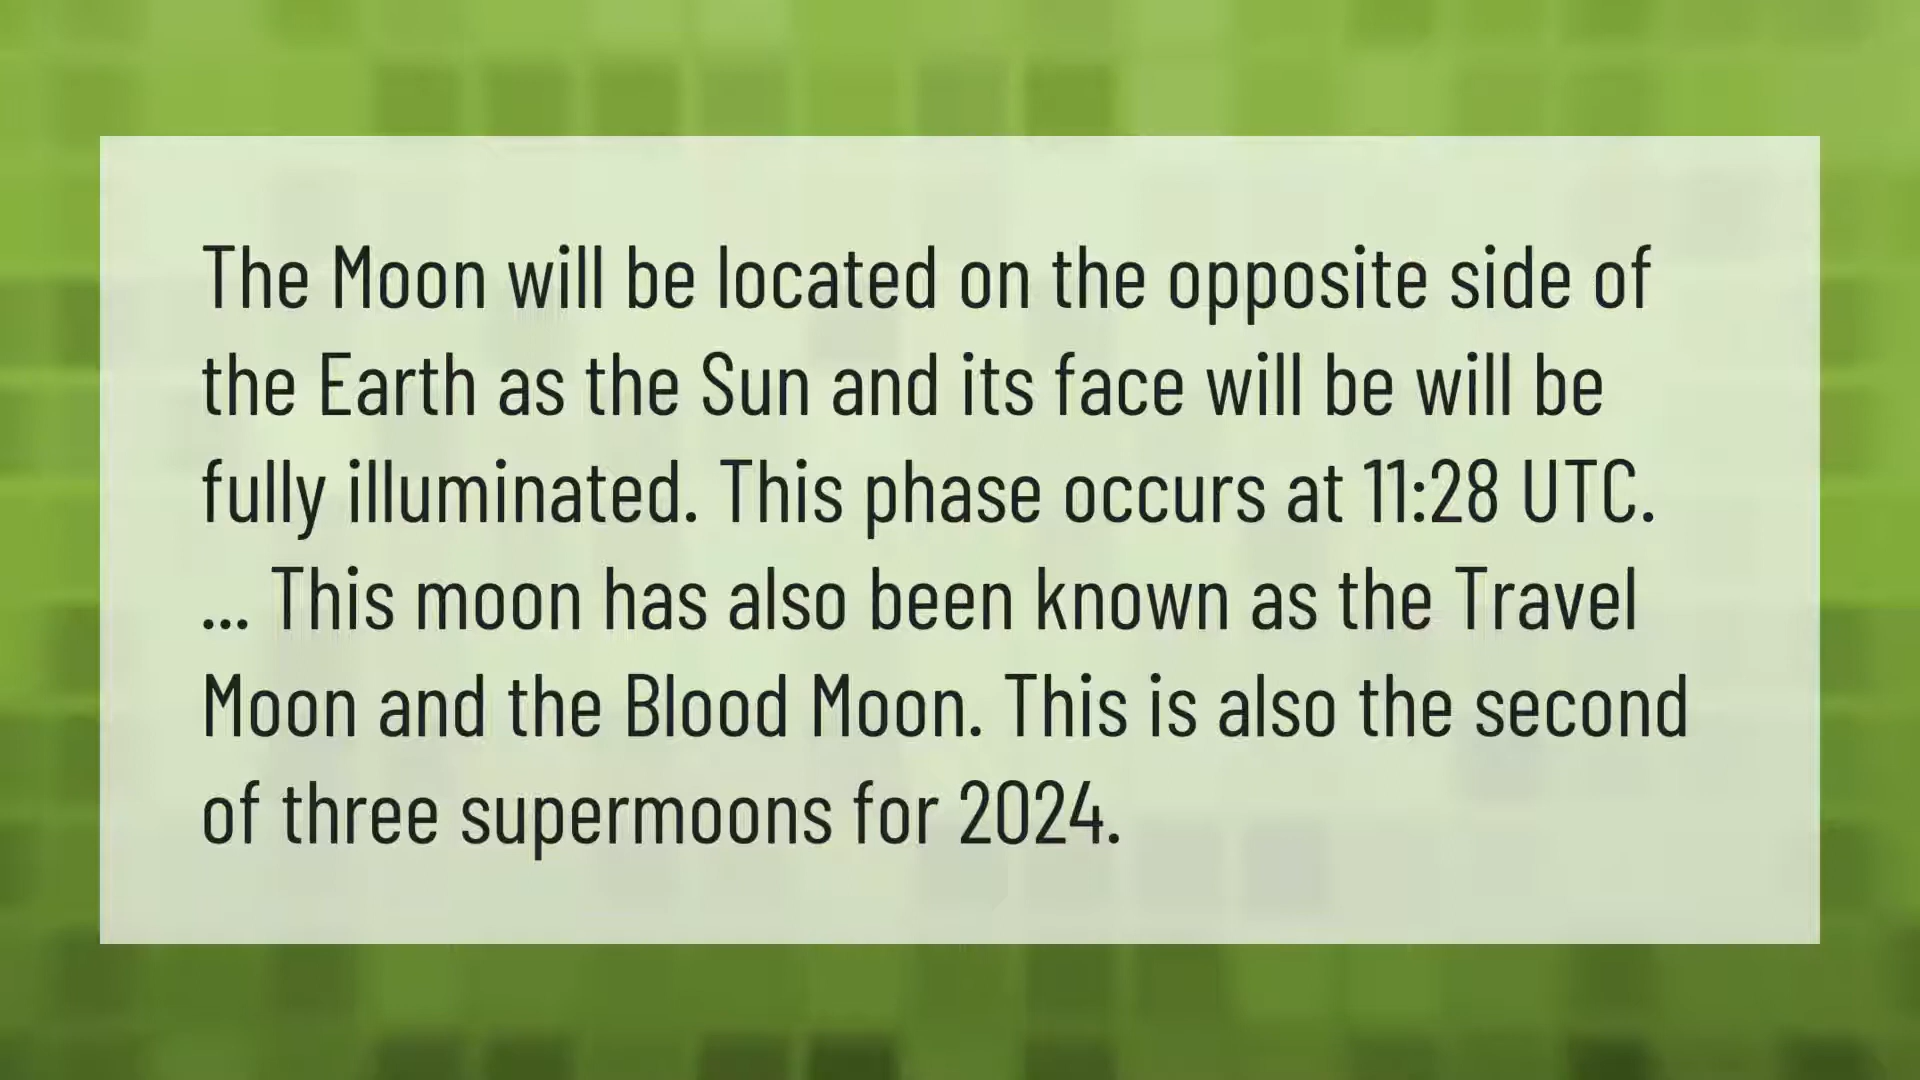 The Moon will be located on the opposite side of
the Earth as the Sun and its face will be will be
fully illuminated. This phase occurs at 11:28 UTC.
... This moon has also been known as the Travel
Moon and the Blood Moon. This is also the second
of three supermoons for 2024.